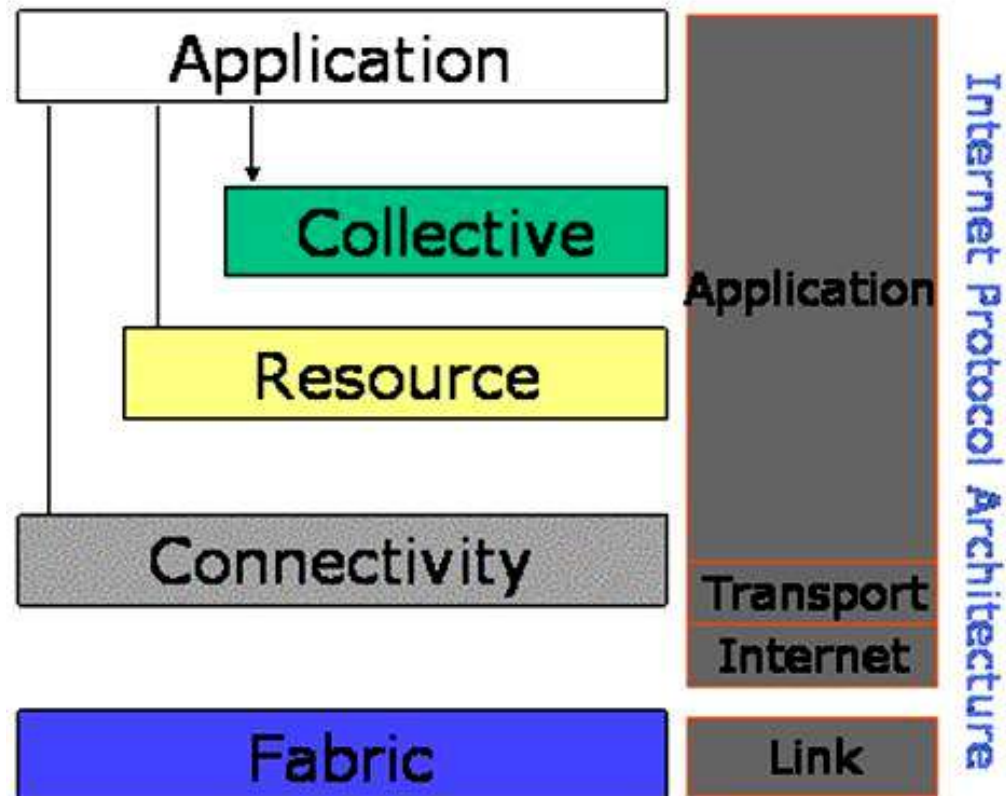 Application
Collective
Resource
Connectivity
Fabric
Application
Transport
Internet
Link
Internet Protocol Architecture